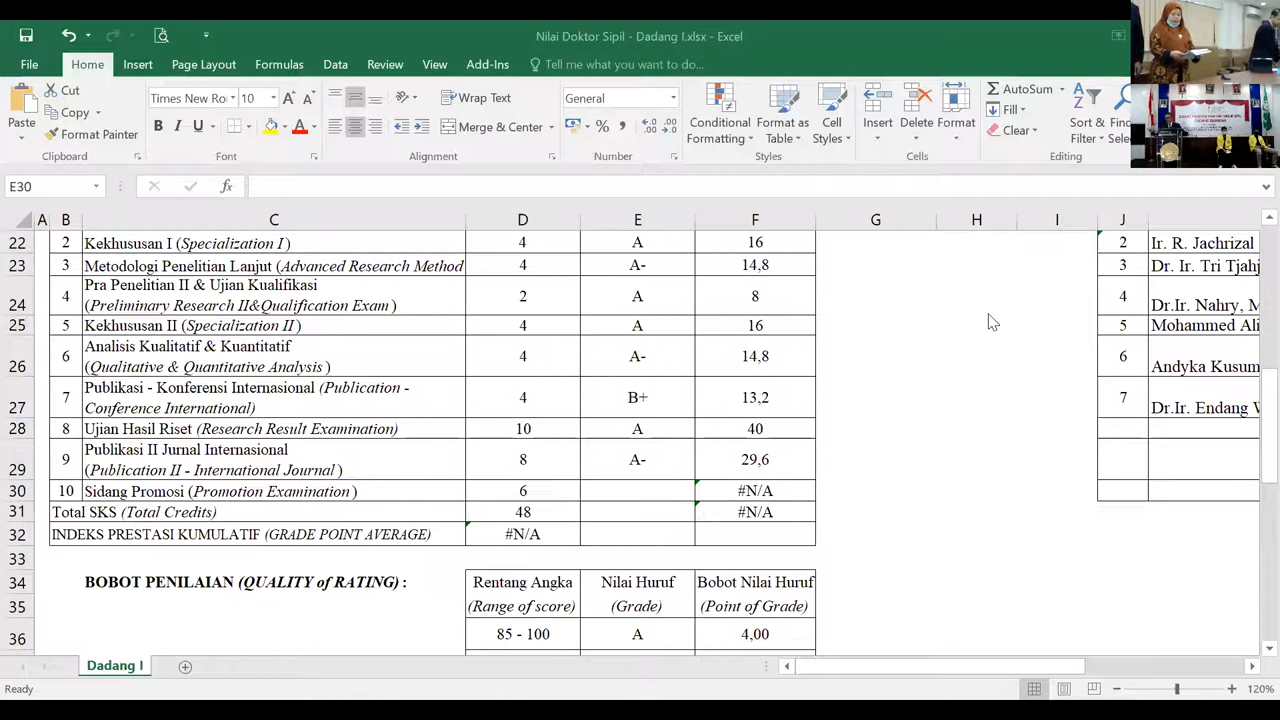 Nilai Doktor Sipil - Dadang I.xlsx - Excel
File Home Insert Page Layout Formulas Data Review View Add-Ins Tell me what you want to do...
Paste
Cut
Copy
Format Painter
Clipboard
Times New Ro 10
B I U
Font
Wrap Text
Merge & Center
Alignment
General
Number
Conditional Formatting
Format as Table
Cell Styles
Styles
Insert Delete Format
Cells
AutoSum
Fill
Clear
Sort & Filter
Editing
E30 fx
A B C D E F G H I J
22 2 Kekhususan I (Specialization I ) 4 A 16 2 Ir. R. Jachrizal
23 3 Metodologi Penelitian Lanjut (Advanced Research Method 4 A- 14,8 3 Dr. Ir. Tri Tjahj
Pra Penelitian II & Ujian Kualifikasi
24 4 (Preliminary Research II&Qualification Exam ) 2 A 8 4 Dr.Ir. Nahry, M
25 5 Kekhususan II (Specialization II ) 4 A 16 5 Mohammed Ali
Analisis Kualitatif & Kuantitatif
26 6 (Qualitative & Quantitative Analysis ) 4 A- 14,8 6 Andyka Kusum
Publikasi - Konferensi Internasional (Publication -
27 7 Conference International) 4 B+ 13,2 7 Dr.Ir. Endang W
28 8 Ujian Hasil Riset (Research Result Examination) 10 A 40
Publikasi II Jurnal Internasional
29 9 (Publication II - International Journal ) 8 A- 29,6
30 10 Sidang Promosi (Promotion Examination ) 6 #N/A
31 Total SKS (Total Credits) 48 #N/A
32 INDEKS PRESTASI KUMULATIF (GRADE POINT AVERAGE) #N/A
33
34 BOBOT PENILAIAN (QUALITY of RATING) : Rentang Angka Nilai Huruf Bobot Nilai Huruf
35 (Range of score) (Grade) (Point of Grade)
36 85 - 100 A 4,00
Dadang I
Ready 120%